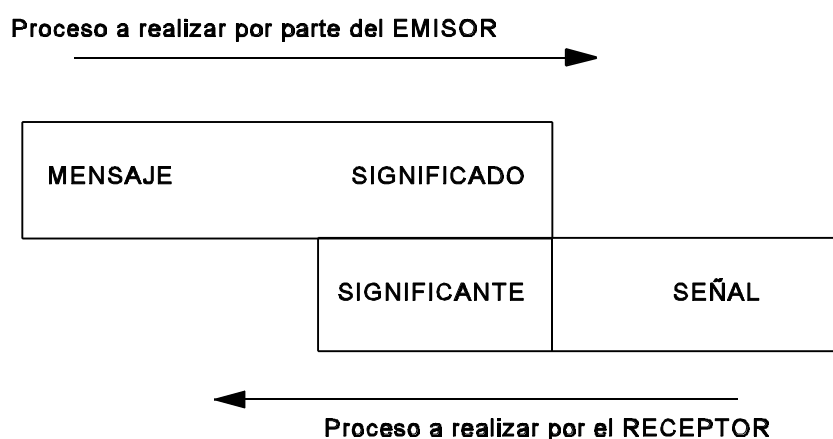 Proceso a realizar por parte del EMISOR
MENSAJE SIGNIFICADO
SIGNIFICANTE SEÑAL
Proceso a realizar por el RECEPTOR